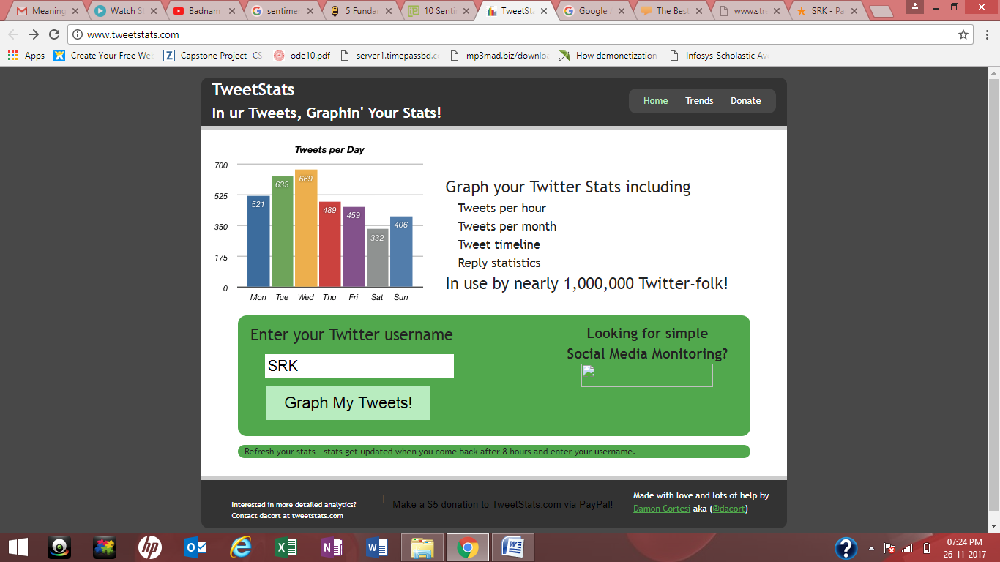 Meaning
Watch S
Badnam
sentimen
5 Funda
10 Senti
TweetSta
Google
The Best
www.stre
SRK - Pa
www.tweetstats.com
Apps
Create Your Free We
Capstone Project- CS
ode10.pdf
server1.timepassbd.c
mp3mad.biz/downlo
How demonetization
Infosys-Scholastic Av
TweetStats
In ur Tweets, Graphin' Your Stats!
Home Trends Donate
Tweets per Day
700
525
350
175
0
521 633 669 489 459 332 406
Mon Tue Wed Thu Fri Sat Sun
Graph your Twitter Stats including
Tweets per hour
Tweets per month
Tweet timeline
Reply statistics
In use by nearly 1,000,000 Twitter-folk!
Enter your Twitter username
SRK
Graph My Tweets!
Looking for simple
Social Media Monitoring?
Refresh your stats - stats get updated when you come back after 8 hours and enter your username.
Interested in more detailed analytics?
Contact dacort at tweetstats.com
Make a $5 donation to TweetStats.com via PayPal!
Made with love and lots of help by
Damon Cortesi aka (@dacort)
07:24 PM
26-11-2017